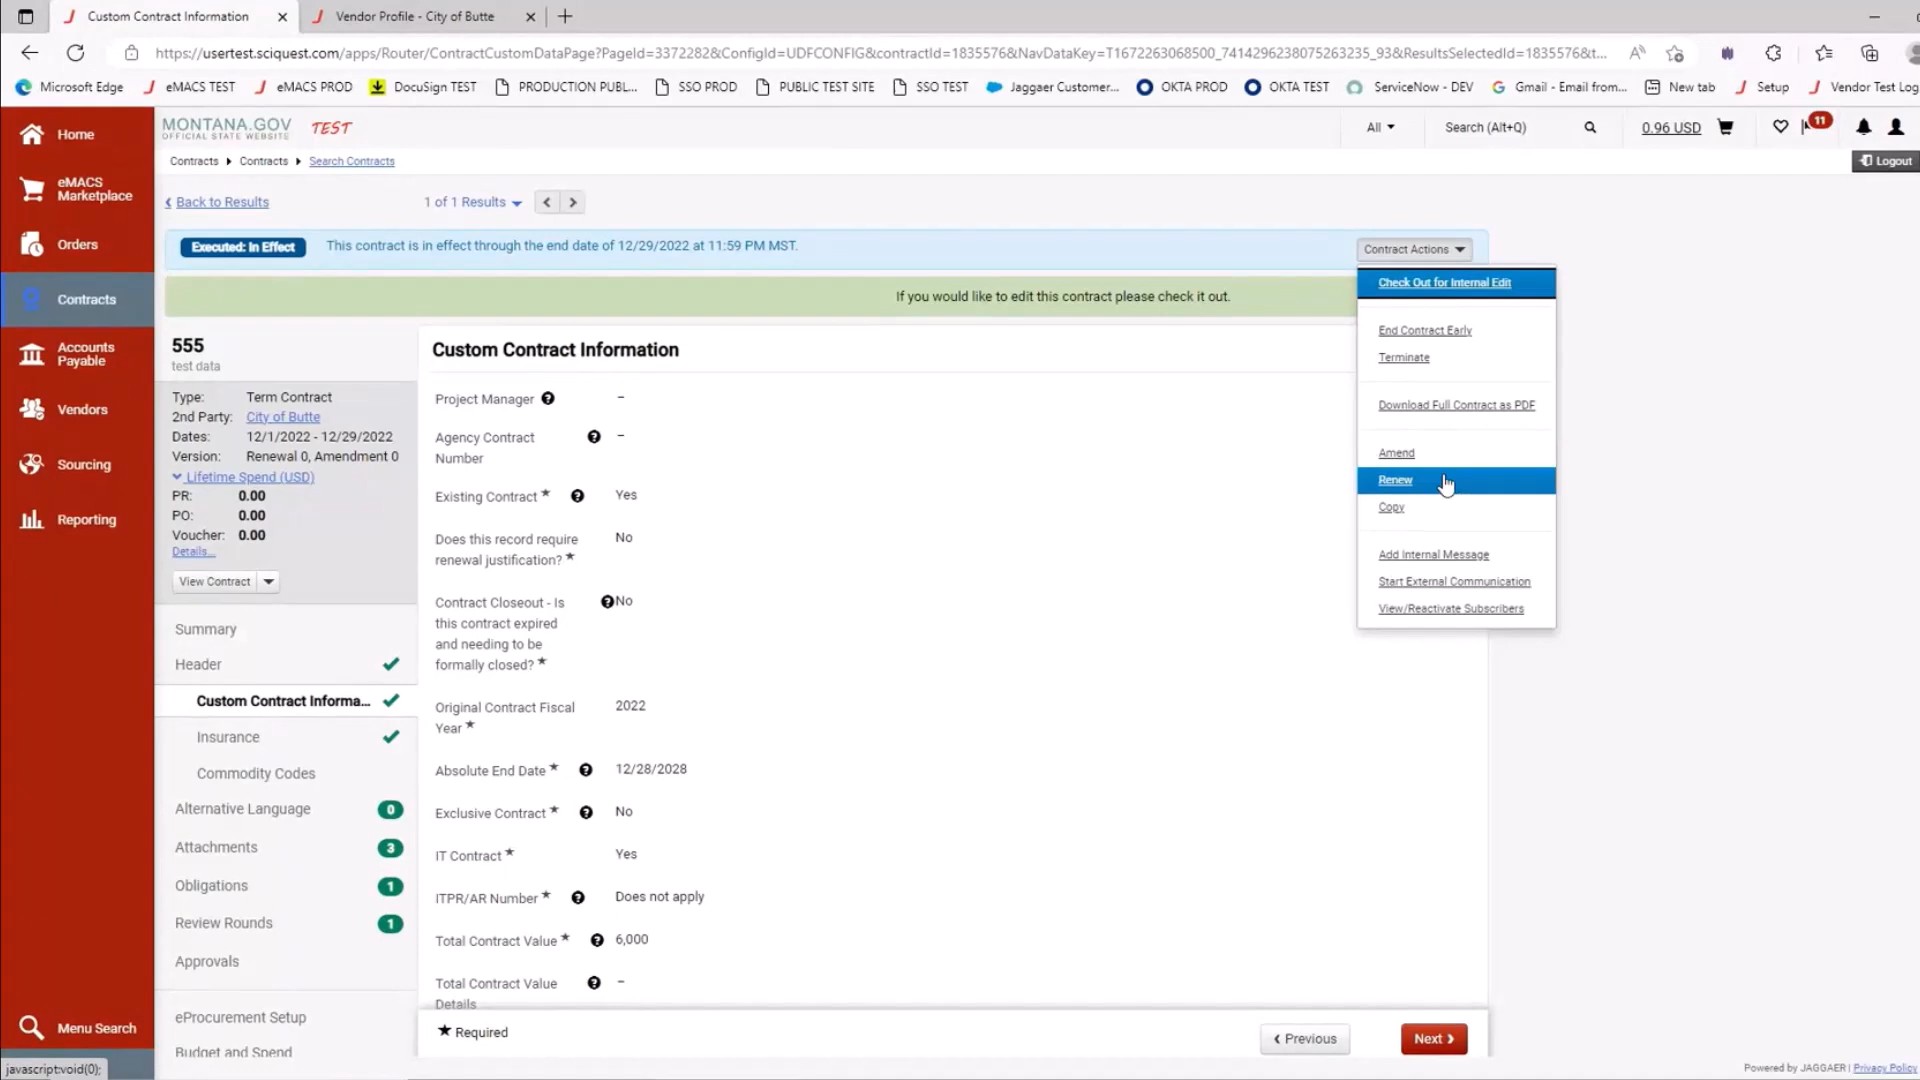 Custom Contract Information
Vendor Profile - City of Butte
https://usertest.sciquest.com/apps/Router/ContractCustomDataPage?PageId=3372282&ConfigId=UDFCONFIG&contractId=1835576&NavDataKey=T1672263068500_7414296238075263235_93&ResultsSelectedId=1835576&t...
Microsoft Edge
eMACS TEST
eMACS PROD
DocuSign TEST
PRODUCTION PUBL...
SSO PROD
PUBLIC TEST SITE
SSO TEST
Jaggaer Customer...
OKTA PROD
OKTA TEST
ServiceNow - DEV
Gmail - Email from...
New tab
Setup
Vendor Test Log
Home
eMACS
Marketplace
Orders
Contracts
Accounts
Payable
Vendors
Sourcing
Reporting
Menu Search
javascript:void(0);
MONTANA.GOV
OFFICIAL STATE WEBSITE
TEST
All
Search (Alt+Q)
0.96 USD
11
Logout
Contracts
Contracts
Search Contracts
Back to Results
1 of 1 Results
Executed: In Effect
This contract is in effect through the end date of 12/29/2022 at 11:59 PM MST.
Contract Actions
If you would like to edit this contract please check it out.
Check Out for Internal Edit
End Contract Early
Terminate
Download Full Contract as PDF
Amend
Renew
Copy
Add Internal Message
Start External Communication
View/Reactivate Subscribers
555
test data
Type: Term Contract
2nd Party: City of Butte
Dates: 12/1/2022 - 12/29/2022
Version: Renewal 0, Amendment 0
Lifetime Spend (USD)
PR: 0.00
PO: 0.00
Voucher: 0.00
Details...
View Contract
Summary
Header
Custom Contract Informa...
Insurance
Commodity Codes
Alternative Language 0
Attachments 3
Obligations 1
Review Rounds 1
Approvals
eProcurement Setup
Budget and Spend
Custom Contract Information
Project Manager ? –
Agency Contract ? –
Number
Existing Contract ★ ? Yes
Does this record require No
renewal justification? ★
Contract Closeout - Is ? No
this contract expired
and needing to be
formally closed? ★
Original Contract Fiscal 2022
Year ★
Absolute End Date ★ ? 12/28/2028
Exclusive Contract ★ ? No
IT Contract ★ Yes
ITPR/AR Number ★ ? Does not apply
Total Contract Value ★ ? 6,000
Total Contract Value ? –
Details
★ Required
Previous
Next
Powered by JAGGAER | Privacy Policy